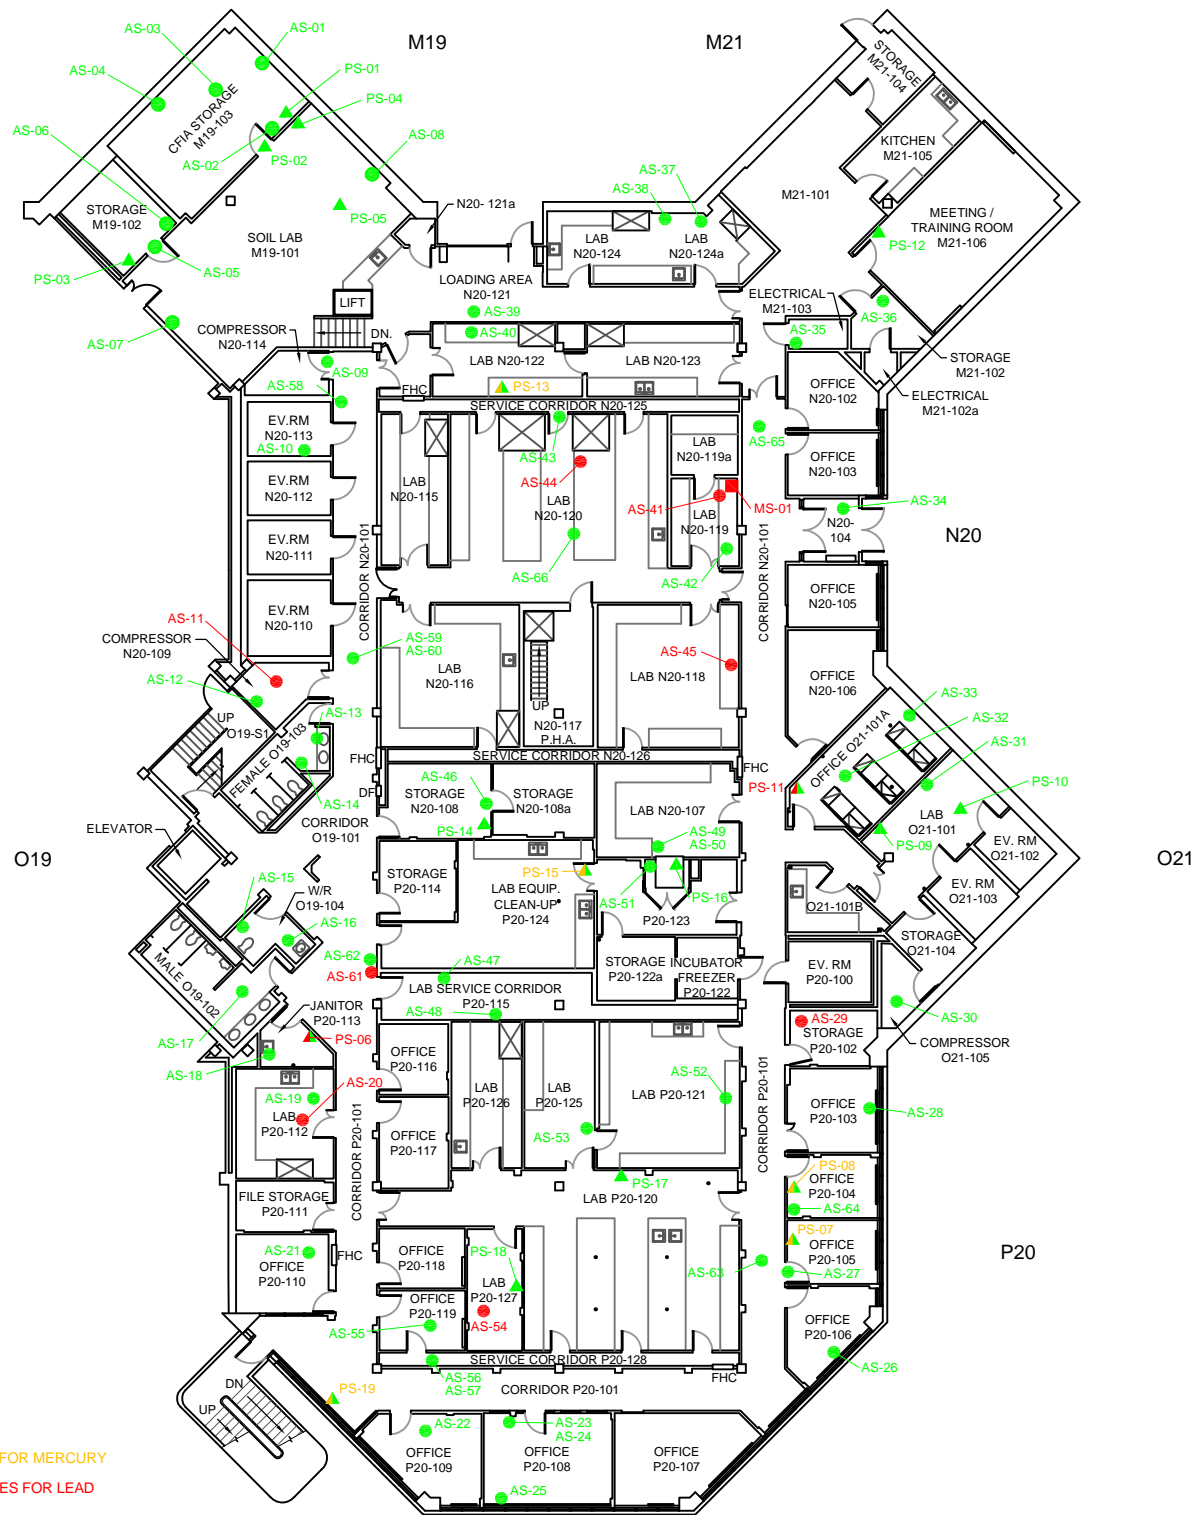 M19
M21
AS-03
AS-01
AS-04
PS-01
PS-04
AS-06
AS-08
CFIA STORAGE
M19-103
AS-02
PS-02
STORAGE
M19-102
PS-05
SOIL LAB
M19-101
AS-05
PS-03
AS-07
N20- 121a
LIFT
DN.
LOADING AREA
N20-121
AS-39
AS-40
AS-37
AS-38
LAB
N20-124
LAB
N20-124a
STORAGE
M21-104
KITCHEN
M21-105
M21-101
MEETING /
TRAINING ROOM
M21-106
PS-12
ELECTRICAL
M21-103
AS-35
AS-36
STORAGE
M21-102
ELECTRICAL
M21-102a
COMPRESSOR
N20-114
AS-09
AS-58
FHC
LAB N20-122
LAB N20-123
PS-13
SERVICE CORRIDOR N20-125
OFFICE
N20-102
EV.RM
N20-113
AS-10
AS-43
AS-44
LAB
N20-115
LAB
N20-120
LAB
N20-119a
AS-65
OFFICE
N20-103
EV.RM
N20-112
AS-41
MS-01
LAB
N20-119
AS-34
N20-
104
N20
EV.RM
N20-111
CORRIDOR N20-101
AS-66
AS-42
CORRIDOR N20-101
EV.RM
N20-110
OFFICE
N20-105
AS-11
COMPRESSOR
N20-109
AS-59
AS-60
LAB
N20-116
UP
N20-117
P.H.A.
AS-45
LAB N20-118
OFFICE
N20-106
AS-12
UP
O19-S1
AS-13
FEMALE O19-103
AS-14
FHC
DF
SERVICE CORRIDOR N20-126
FHC
AS-33
AS-32
AS-31
OFFICE O21-101A
PS-11
PS-10
AS-46
STORAGE
N20-108
STORAGE
N20-108a
PS-14
LAB N20-107
AS-49
AS-50
LAB
O21-101
PS-09
EV. RM
O21-102
CORRIDOR
O19-101
ELEVATOR
O19
O21
STORAGE
P20-114
LAB EQUIP.
CLEAN-UP
P20-124
PS-15
AS-51
PS-16
P20-123
O21-101B
EV. RM
O21-103
AS-15
W/R
O19-104
AS-16
STORAGE
O21-104
AS-62
AS-61
AS-47
STORAGE
P20-122a
INCUBATOR
FREEZER
P20-122
EV. RM
P20-100
MALE O19-102
JANITOR
P20-113
LAB SERVICE CORRIDOR
P20-115
AS-48
AS-30
COMPRESSOR
O21-105
AS-17
AS-18
PS-06
AS-29
STORAGE
P20-102
OFFICE
P20-116
AS-20
AS-19
LAB
P20-112
LAB
P20-126
LAB
P20-125
LAB P20-121
AS-52
AS-53
CORRIDOR P20-101
OFFICE
P20-103
AS-28
CORRIDOR P20-101
OFFICE
P20-117
FILE STORAGE
P20-111
PS-17
LAB P20-120
PS-08
OFFICE
P20-104
AS-64
PS-07
OFFICE
P20-105
AS-27
P20
AS-21
OFFICE
P20-110
FHC
OFFICE
P20-118
PS-18
LAB
P20-127
AS-54
AS-63
OFFICE
P20-119
AS-55
OFFICE
P20-106
AS-26
SERVICE CORRIDOR P20-128
AS-56
AS-57
FHC
DN.
UP
PS-19
CORRIDOR P20-101
AS-22
OFFICE
P20-109
AS-23
AS-24
OFFICE
P20-108
AS-25
OFFICE
P20-107
FOR MERCURY
ES FOR LEAD